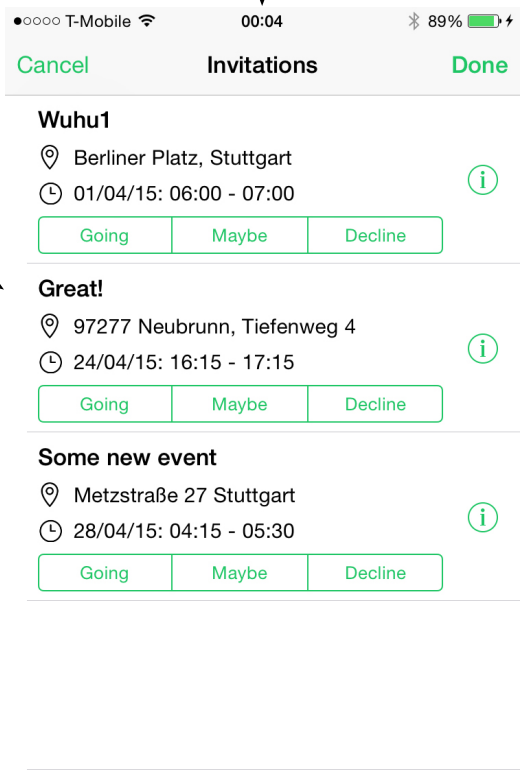 T-Mobile 00:04 89%
Cancel Invitations Done
Wuhu1
Berliner Platz, Stuttgart
01/04/15: 06:00 - 07:00
Going Maybe Decline
Great!
97277 Neubrunn, Tiefenweg 4
24/04/15: 16:15 - 17:15
Going Maybe Decline
Some new event
Metzstraße 27 Stuttgart
28/04/15: 04:15 - 05:30
Going Maybe Decline